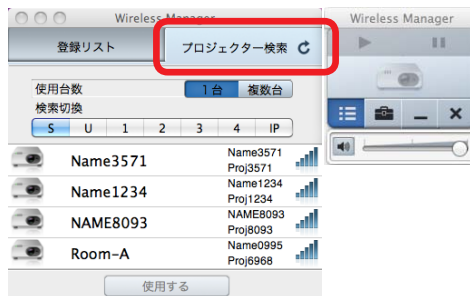 Wireless Manager
登録リスト
プロジェクター検索
使用台数
1台
複数台
検索切換
S U 1 2 3 4 IP
Name3571
Name3571
Proj3571
Name1234
Name1234
Proj1234
NAME8093
NAME8093
Proj8093
Room-A
Name0995
Proj6968
使用する
Wireless Manager